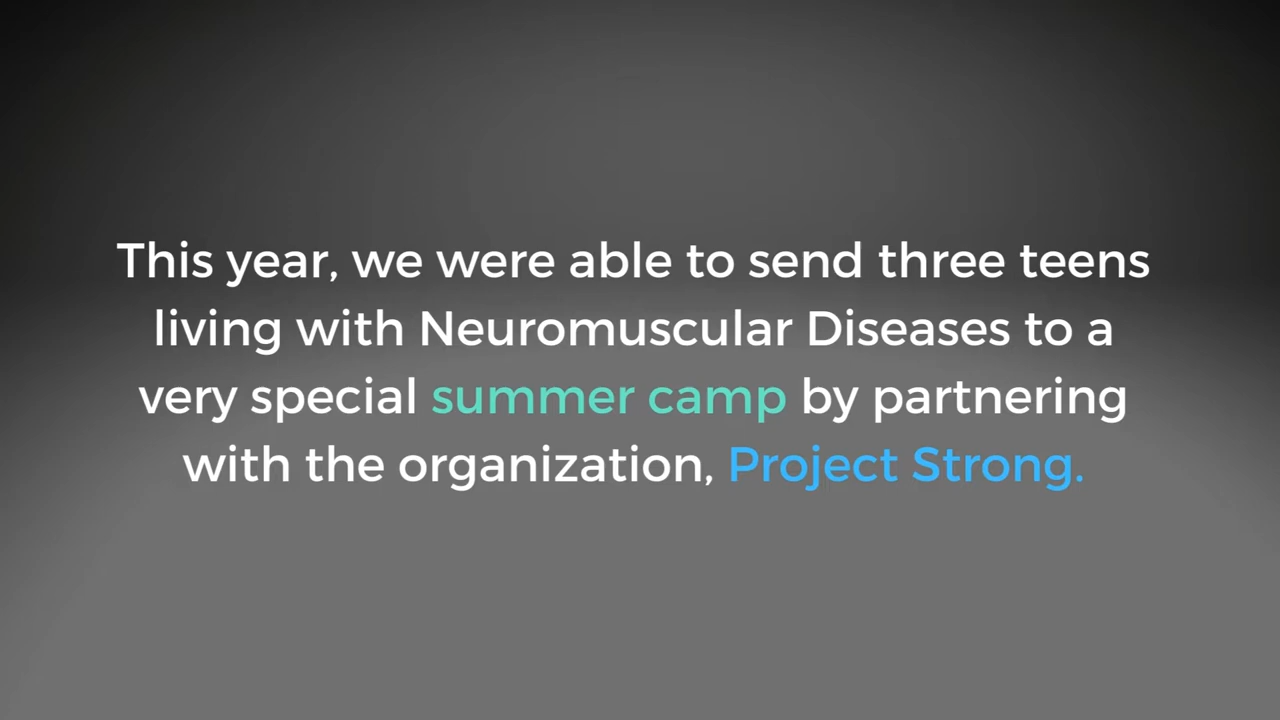 This year, we were able to send three teens
living with Neuromuscular Diseases to a
very special summer camp by partnering
with the organization, Project Strong.